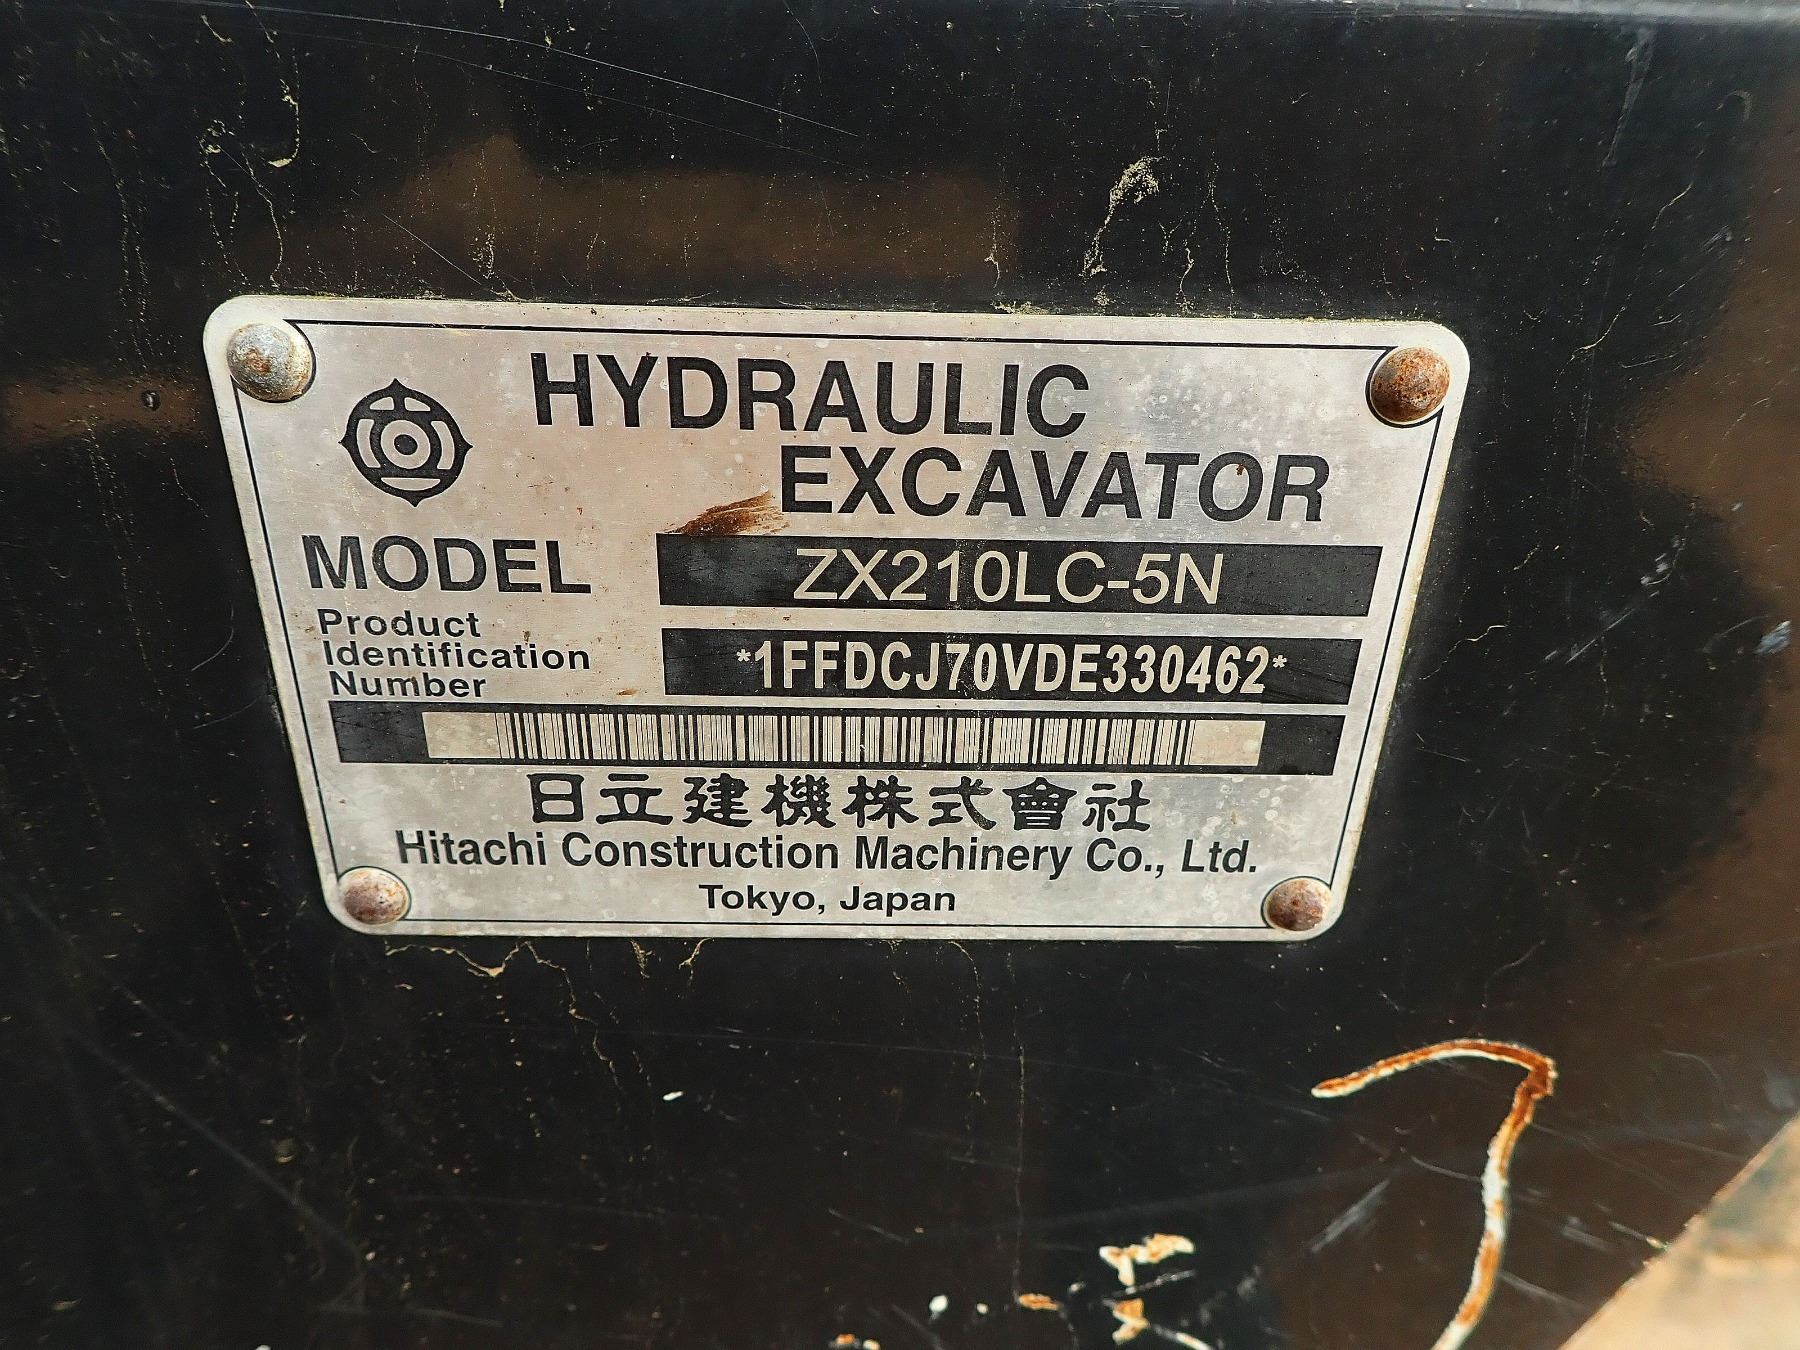 HYDRAULIC
EXCAVATOR
MODEL ZX210LC-5N
Product
Identification
Number
*1FFDCJ70VDE330462*
日立建機株式會社
Hitachi Construction Machinery Co., Ltd.
Tokyo, Japan